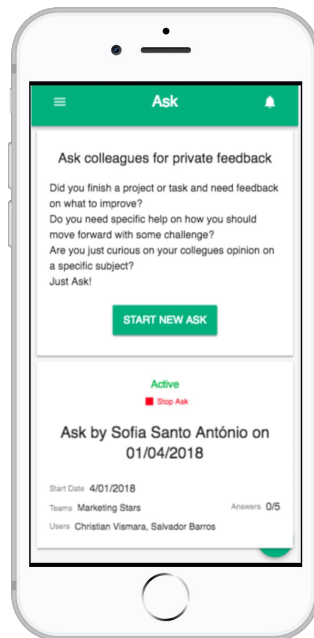 Ask
Ask colleagues for private feedback
Did you finish a project or task and need feedback
on what to improve?
Do you need specific help on how you should
move forward with some challenge?
Are you just curious on your collegues opinion on
a specific subject?
Just Ask!
START NEW ASK
Active
Stop Ask
Ask by Sofia Santo António on
01/04/2018
Start Date 4/01/2018
Teams Marketing Stars Answers 0/5
Users Christian Vismara, Salvador Barros